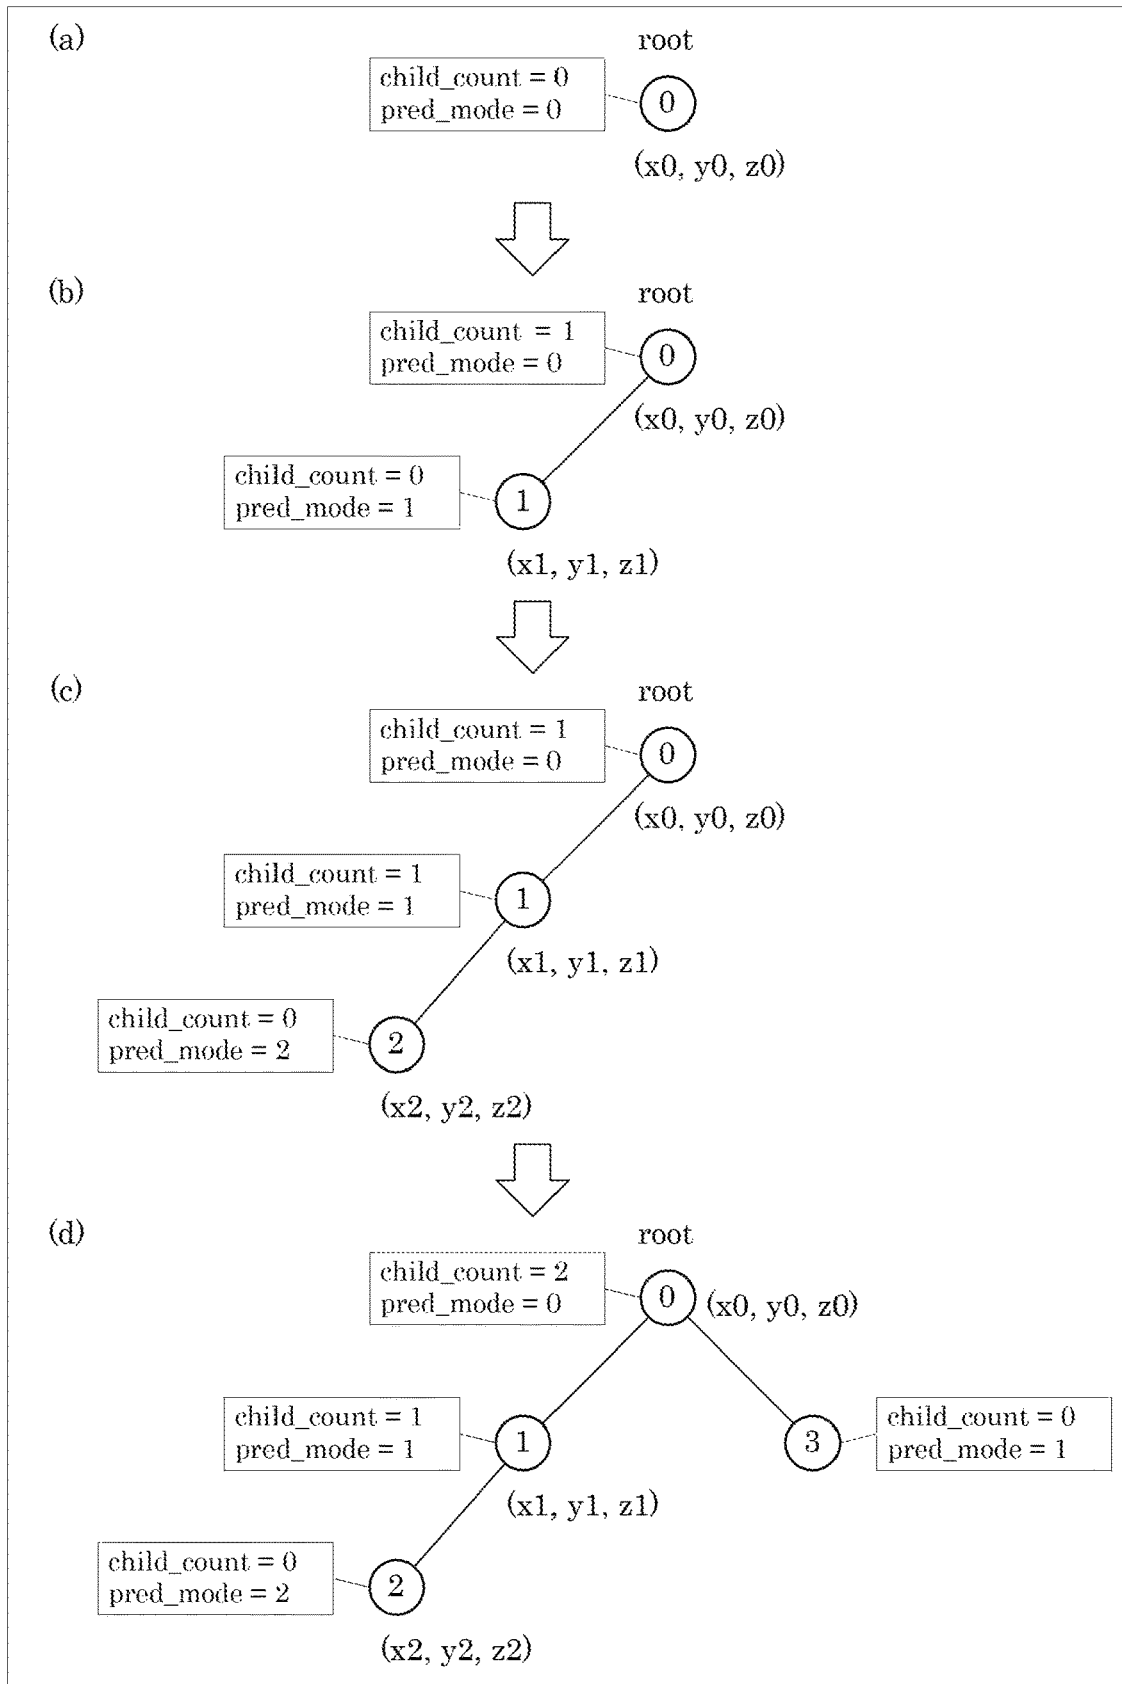 (a)
root
child_count = 0
pred_mode = 0
0
(x0, y0, z0)
(b)
root
child_count = 1
pred_mode = 0
0
(x0, y0, z0)
child_count = 0
pred_mode = 1
1
(x1, y1, z1)
(c)
root
child_count = 1
pred_mode = 0
0
(x0, y0, z0)
child_count = 1
pred_mode = 1
1
(x1, y1, z1)
child_count = 0
pred_mode = 2
2
(x2, y2, z2)
(d)
root
child_count = 2
pred_mode = 0
0
(x0, y0, z0)
child_count = 1
pred_mode = 1
1
(x1, y1, z1)
3
child_count = 0
pred_mode = 1
child_count = 0
pred_mode = 2
2
(x2, y2, z2)